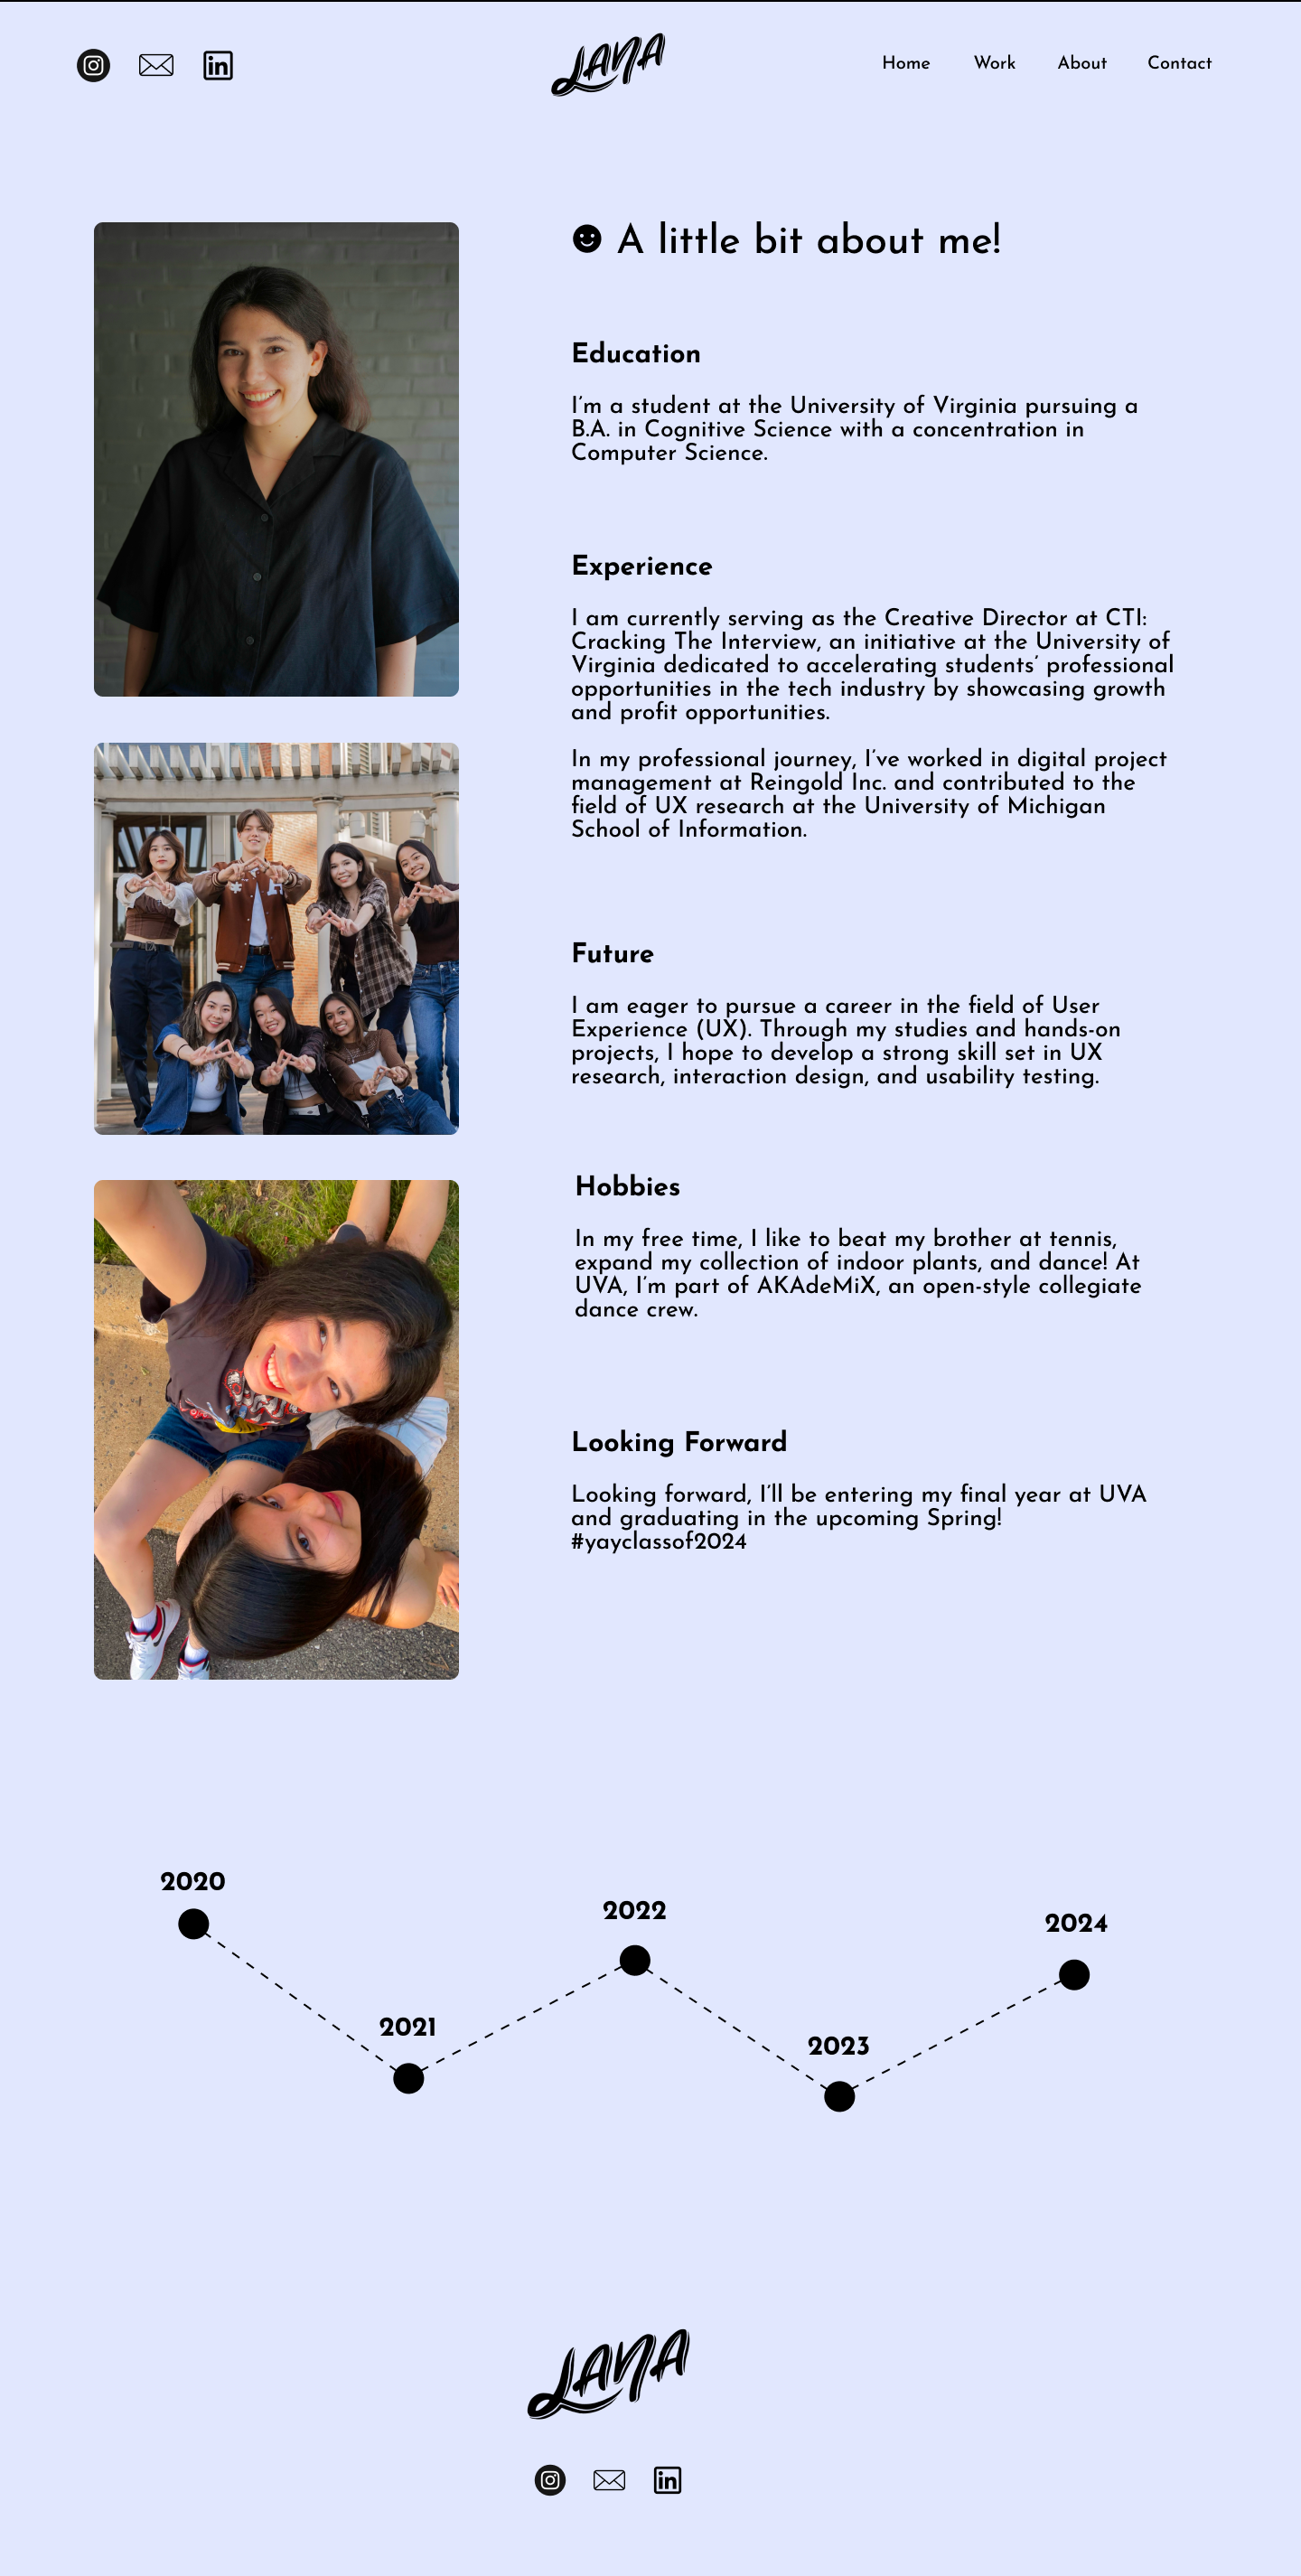 LANA
Home Work About Contact
A little bit about me!
Education
I'm a student at the University of Virginia pursuing a
B.A. in Cognitive Science with a concentration in
Computer Science.
Experience
I am currently serving as the Creative Director at CTI:
Cracking The Interview, an initiative at the University of
Virginia dedicated to accelerating students' professional
opportunities in the tech industry by showcasing growth
and profit opportunities.
In my professional journey, I've worked in digital project
management at Reingold Inc. and contributed to the
field of UX research at the University of Michigan
School of Information.
Future
I am eager to pursue a career in the field of User
Experience (UX). Through my studies and hands-on
projects, I hope to develop a strong skill set in UX
research, interaction design, and usability testing.
Hobbies
In my free time, I like to beat my brother at tennis,
expand my collection of indoor plants, and dance! At
UVA, I'm part of AKAdeMiX, an open-style collegiate
dance crew.
Looking Forward
Looking forward, I'll be entering my final year at UVA
and graduating in the upcoming Spring!
#yayclassof2024
2020
2021
2022
2023
2024
LANA